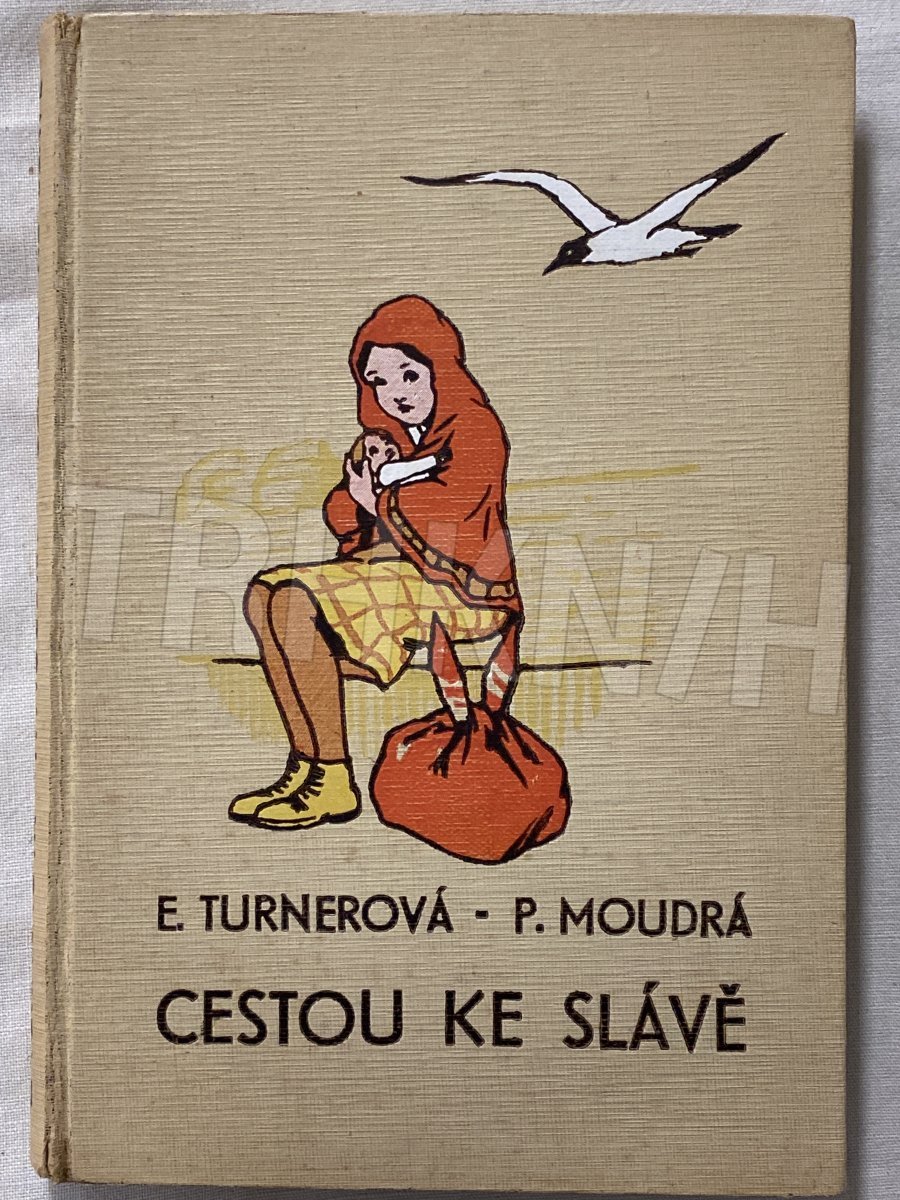 E. TURNEROVÁ - P. MOUDRÁ
CESTOU KE SLÁVĚ